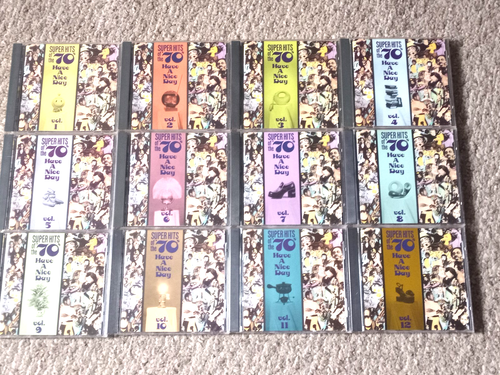 SUPER HITS
of the '70s
Have
A
Nice
Day
vol.
1
SUPER HITS
of the '70s
Have
A
Nice
Day
vol.
2
SUPER HITS
of the '70s
Have
A
Nice
Day
vol.
3
SUPER HITS
of the '70s
Have
A
Nice
Day
vol.
4
SUPER HITS
of the '70s
Have
A
Nice
Day
vol.
5
SUPER HITS
of the '70s
Have
A
Nice
Day
vol.
6
SUPER HITS
of the '70s
Have
A
Nice
Day
vol.
7
SUPER HITS
of the '70s
Have
A
Nice
Day
vol.
8
SUPER HITS
of the '70s
Have
A
Nice
Day
vol.
9
SUPER HITS
of the '70s
Have
A
Nice
Day
vol.
10
SUPER HITS
of the '70s
Have
A
Nice
Day
vol.
11
SUPER HITS
of the '70s
Have
A
Nice
Day
vol.
12